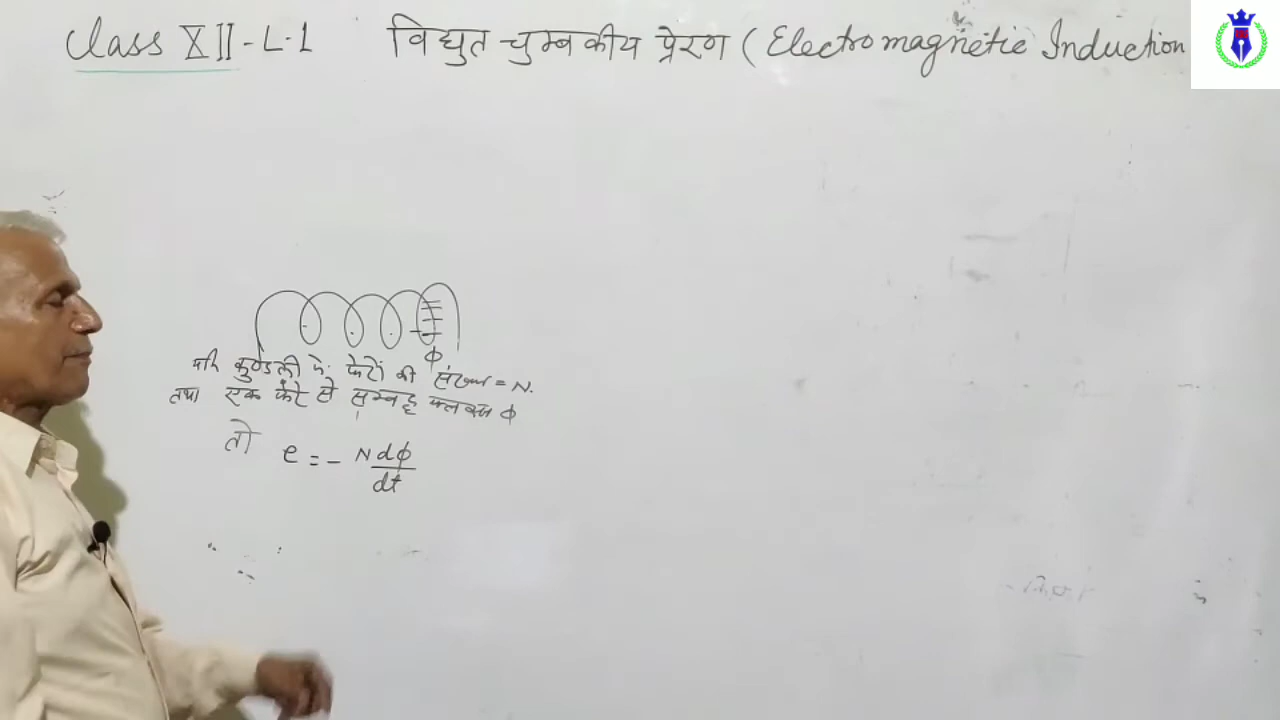 Class XII-L.1 विद्युत चुम्बकीय प्रेरण (Electromagnetic Induction
ϕ
यदि कुण्डली में फेरों की संख्या = N.
तथा एक फेरे से सम्बद्ध फ्लक्स ϕ
तो e = - N dϕ / dt